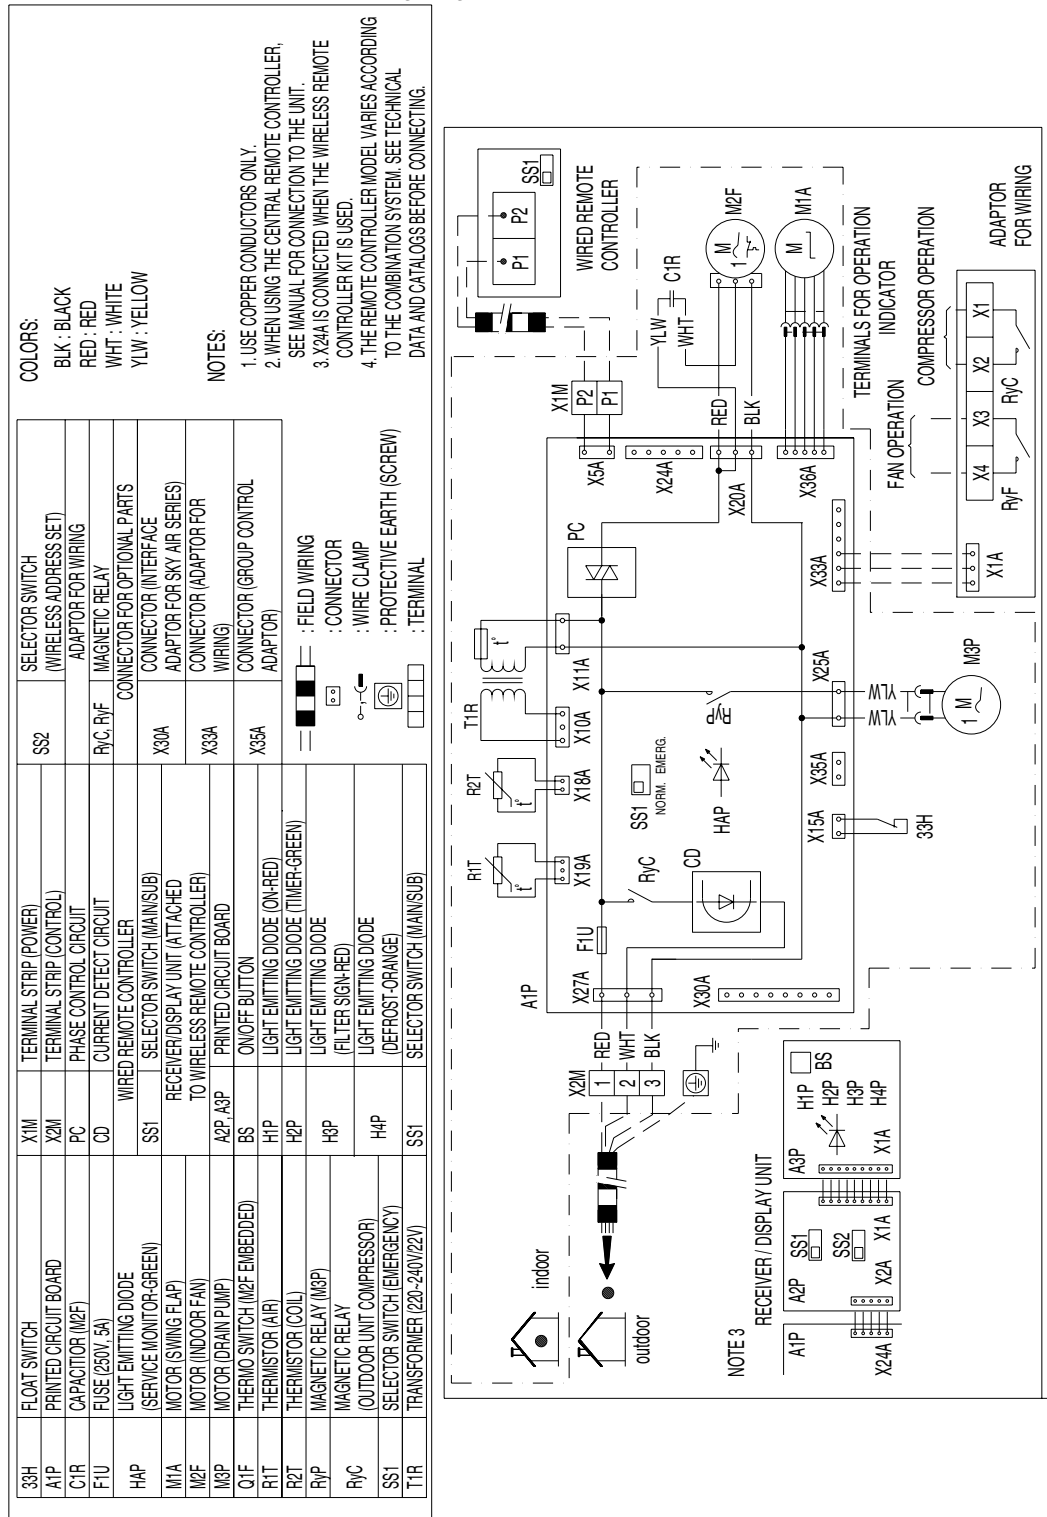 33H FLOAT SWITCH
A1P PRINTED CIRCUIT BOARD
C1R CAPACITIOR (M2F)
F1U FUSE (250V, 5A)
HAP LIGHT EMITTING DIODE
(SERVICE MONITOR-GREEN)
M1A MOTOR (SWING FLAP)
M2F MOTOR (INDOOR FAN)
M3P MOTOR (DRAIN PUMP)
Q1F THERMO SWITCH (M2F EMBEDDED)
R1T THERMISTOR (AIR)
R2T THERMISTOR (COIL)
RyP MAGNETIC RELAY (M3P)
RyC MAGNETIC RELAY
(OUTDOOR UNIT COMPRESSOR)
SS1 SELECTOR SWITCH (EMERGENCY)
T1R TRANSFORMER (220~240V/22V)
X1M TERMINAL STRIP (POWER)
X2M TERMINAL STRIP (CONTROL)
PC PHASE CONTROL CIRCUIT
CD CURRENT DETECT CIRCUIT
WIRED REMOTE CONTROLLER
SS1 SELECTOR SWITCH (MAIN/SUB)
RECEIVER/DISPLAY UNIT (ATTACHED
TO WIRELESS REMOTE CONTROLLER)
A2P, A3P PRINTED CIRCUIT BOARD
BS ON/OFF BUTTON
H1P LIGHT EMITTING DIODE (ON-RED)
H2P LIGHT EMITTING DIODE (TIMER-GREEN)
H3P LIGHT EMITTING DIODE
(FILTER SIGN-RED)
H4P LIGHT EMITTING DIODE
(DEFROST-ORANGE)
SS1 SELECTOR SWITCH (MAIN/SUB)
SS2 SELECTOR SWITCH
(WIRELESS ADDRESS SET)
ADAPTOR FOR WIRING
RyC, RyF MAGNETIC RELAY
CONNECTOR FOR OPTIONAL PARTS
X30A CONNECTOR (INTERFACE
ADAPTOR FOR SKY AIR SERIES)
X33A CONNECTOR (ADAPTOR FOR
WIRING)
X35A CONNECTOR (GROUP CONTROL
ADAPTOR)
: FIELD WIRING
: CONNECTOR
: WIRE CLAMP
: PROTECTIVE EARTH (SCREW)
: TERMINAL
COLORS:
BLK : BLACK
RED : RED
WHT : WHITE
YLW : YELLOW
NOTES:
1. USE COPPER CONDUCTORS ONLY.
2. WHEN USING THE CENTRAL REMOTE CONTROLLER,
SEE MANUAL FOR CONNECTION TO THE UNIT.
3. X24A IS CONNECTED WHEN THE WIRELESS REMOTE
CONTROLLER KIT IS USED.
4. THE REMOTE CONTROLLER MODEL VARIES ACCORDING
TO THE COMBINATION SYSTEM. SEE TECHNICAL
DATA AND CATALOGS BEFORE CONNECTING.
indoor
outdoor
X2M
1 2 3
RED
WHT
BLK
A1P
X27A
F1U
X30A
RyC
CD
R1T
t°
X19A
R2T
t°
X18A
T1R
X10A
t°
X11A
SS1
NORM. EMERG.
HAP
RyP
PC
X15A
33H
X35A
X25A
YLW
YLW
M
1
M3P
X33A
X5A
X24A
X20A
X36A
X1M
P2 P1
P1 P2
SS1
WIRED REMOTE
CONTROLLER
RED
BLK
YLW
WHT
C1R
M
1
M2F
M
M1A
TERMINALS FOR OPERATION
INDICATOR
FAN OPERATION
COMPRESSOR OPERATION
X4 X3 X2 X1
RyF
RyC
X1A
ADAPTOR
FOR WIRING
NOTE 3
RECEIVER / DISPLAY UNIT
A1P
X24A
A2P
SS1
SS2
X2A
X1A
A3P
X1A
H1P
H2P
H3P
H4P
BS